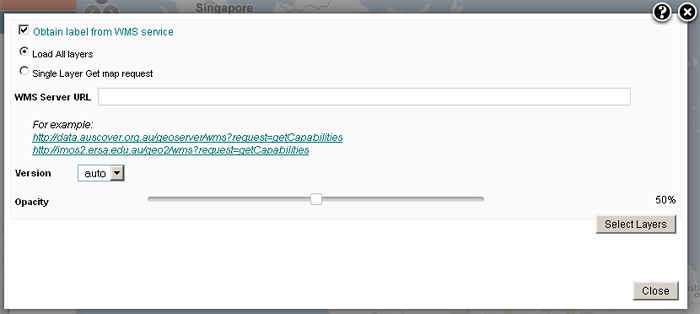 Singapore
Obtain label from WMS service
Load All layers
Single Layer Get map request
WMS Server URL
For example:
http://data.auscover.org.au/geoserver/wms?request=getCapabilities
http://imos2.ersa.edu.au/geo2/wms?request=getCapabilities
Version auto
Opacity 50%
Select Layers
Close